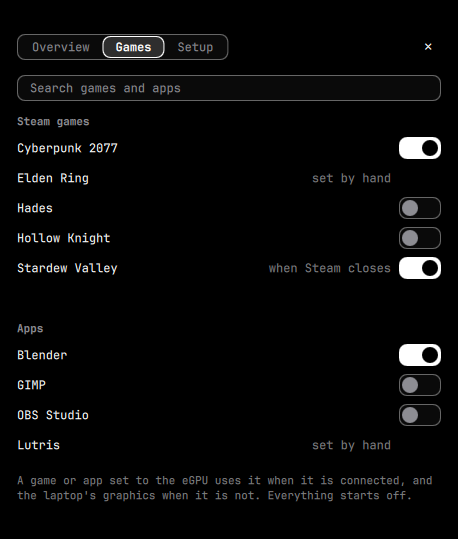 Overview Games Setup ×
Search games and apps
Steam games
Cyberpunk 2077
Elden Ring set by hand
Hades
Hollow Knight
Stardew Valley when Steam closes
Apps
Blender
GIMP
OBS Studio
Lutris set by hand
A game or app set to the eGPU uses it when it is connected, and
the laptop's graphics when it is not. Everything starts off.